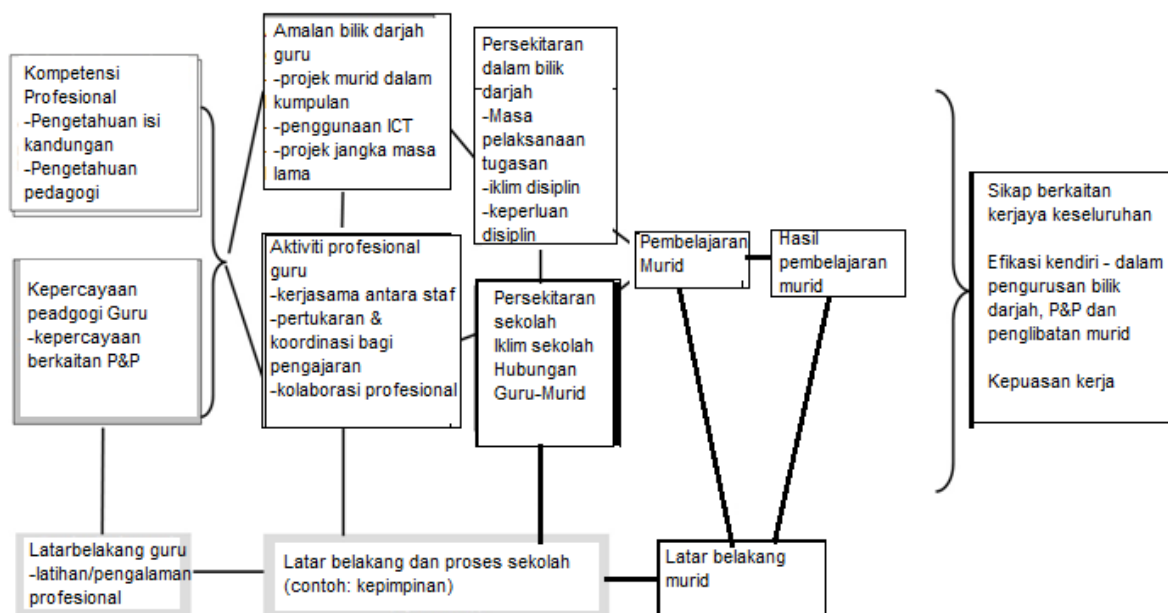 Kompetensi
Profesional
-Pengetahuan isi
kandungan
-Pengetahuan
pedagogi
Kepercayaan
peadgogi Guru
-kepercayaan
berkaitan P&P
Amalan bilik darjah
guru
-projek murid dalam
kumpulan
-penggunaan ICT
-projek jangka masa
lama
Aktiviti profesional
guru
-kerjasama antara staf
-pertukaran &
koordinasi bagi
pengajaran
-kolaborasi profesional
Persekitaran
dalam bilik
darjah
-Masa
pelaksanaan
tugasan
-iklim disiplin
-keperluan
disiplin
Persekitaran
sekolah
Iklim sekolah
Hubungan
Guru-Murid
Pembelajaran
Murid
Hasil
pembelajaran
murid
Sikap berkaitan
kerjaya keseluruhan
Efikasi kendiri - dalam
pengurusan bilik
darjah, P&P dan
penglibatan murid
Kepuasan kerja
Latarbelakang guru
-latihan/pengalaman
profesional
Latar belakang dan proses sekolah
(contoh: kepimpinan)
Latar belakang
murid